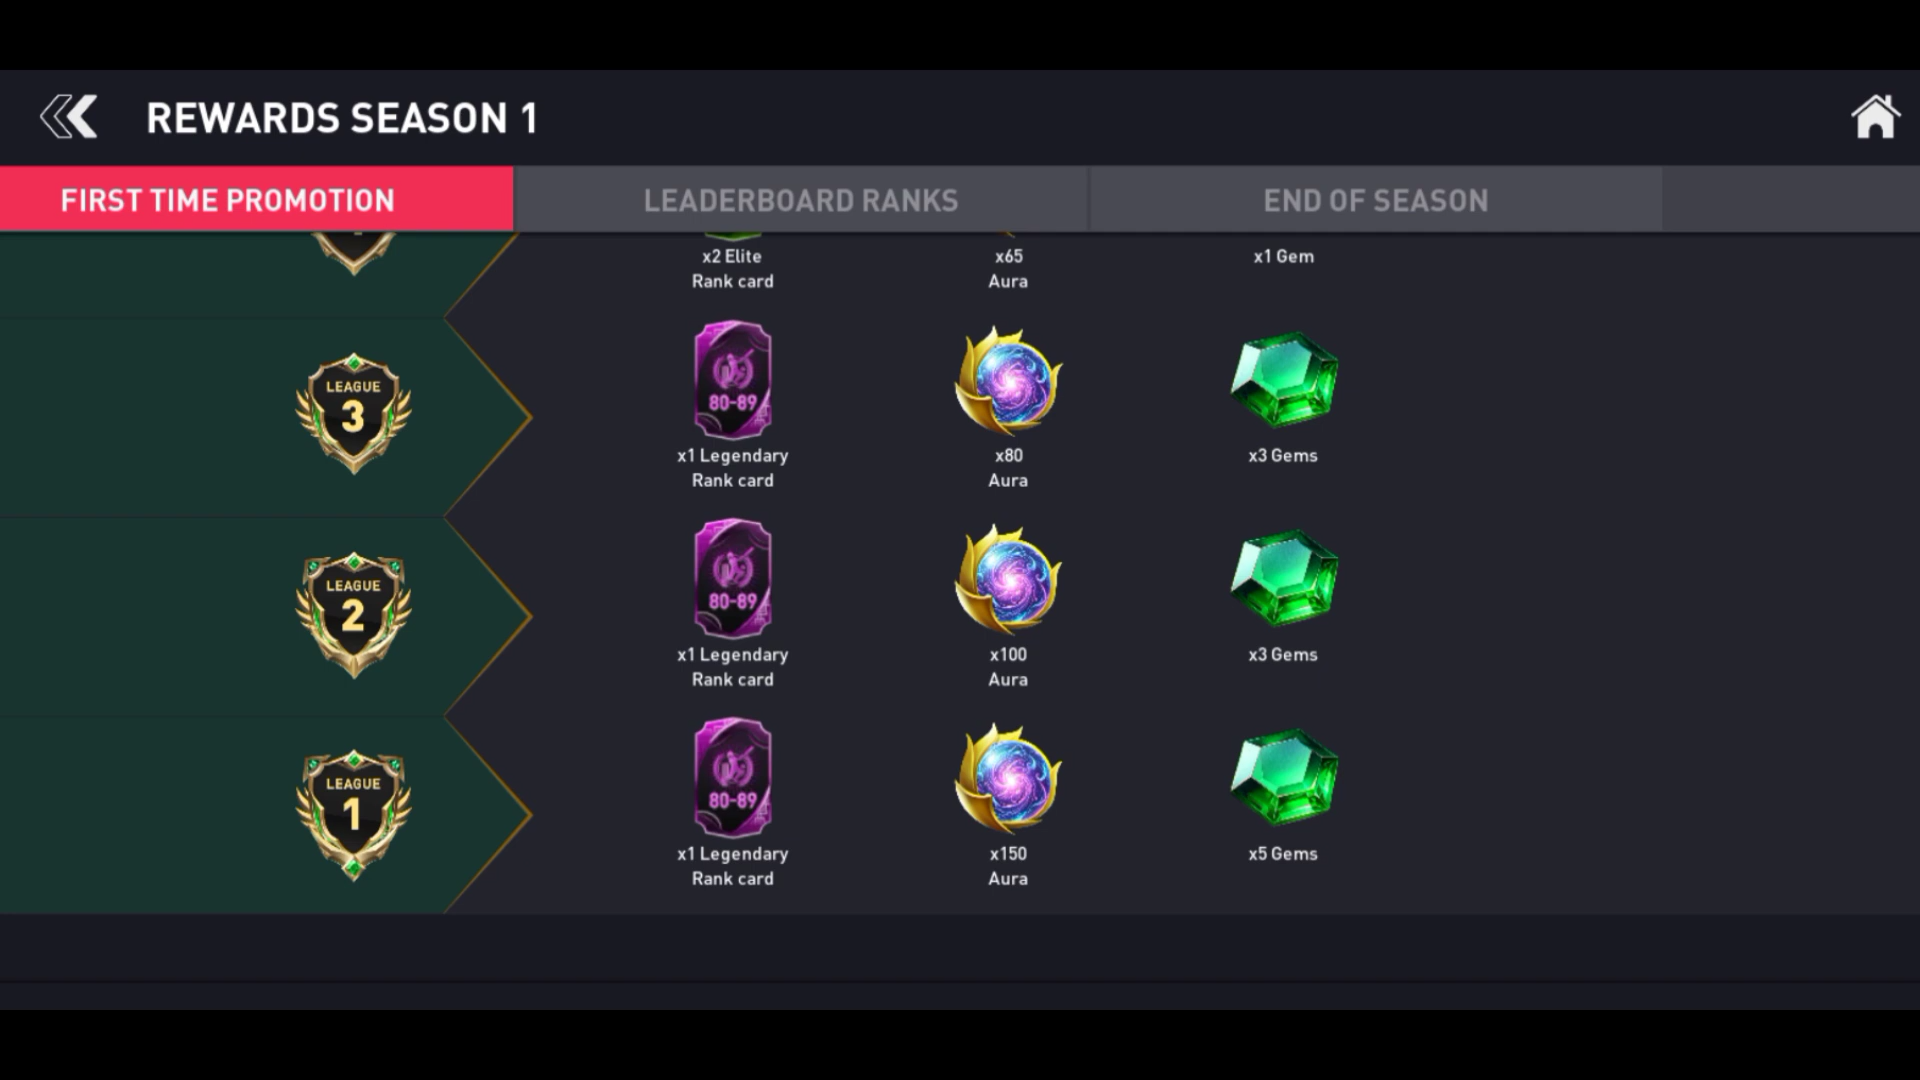 REWARDS SEASON 1
FIRST TIME PROMOTION
LEADERBOARD RANKS
END OF SEASON
x2 Elite
Rank card
x65
Aura
x1 Gem
LEAGUE
3
80-89
x1 Legendary
Rank card
x80
Aura
x3 Gems
LEAGUE
2
80-89
x1 Legendary
Rank card
x100
Aura
x3 Gems
LEAGUE
1
80-89
x1 Legendary
Rank card
x150
Aura
x5 Gems